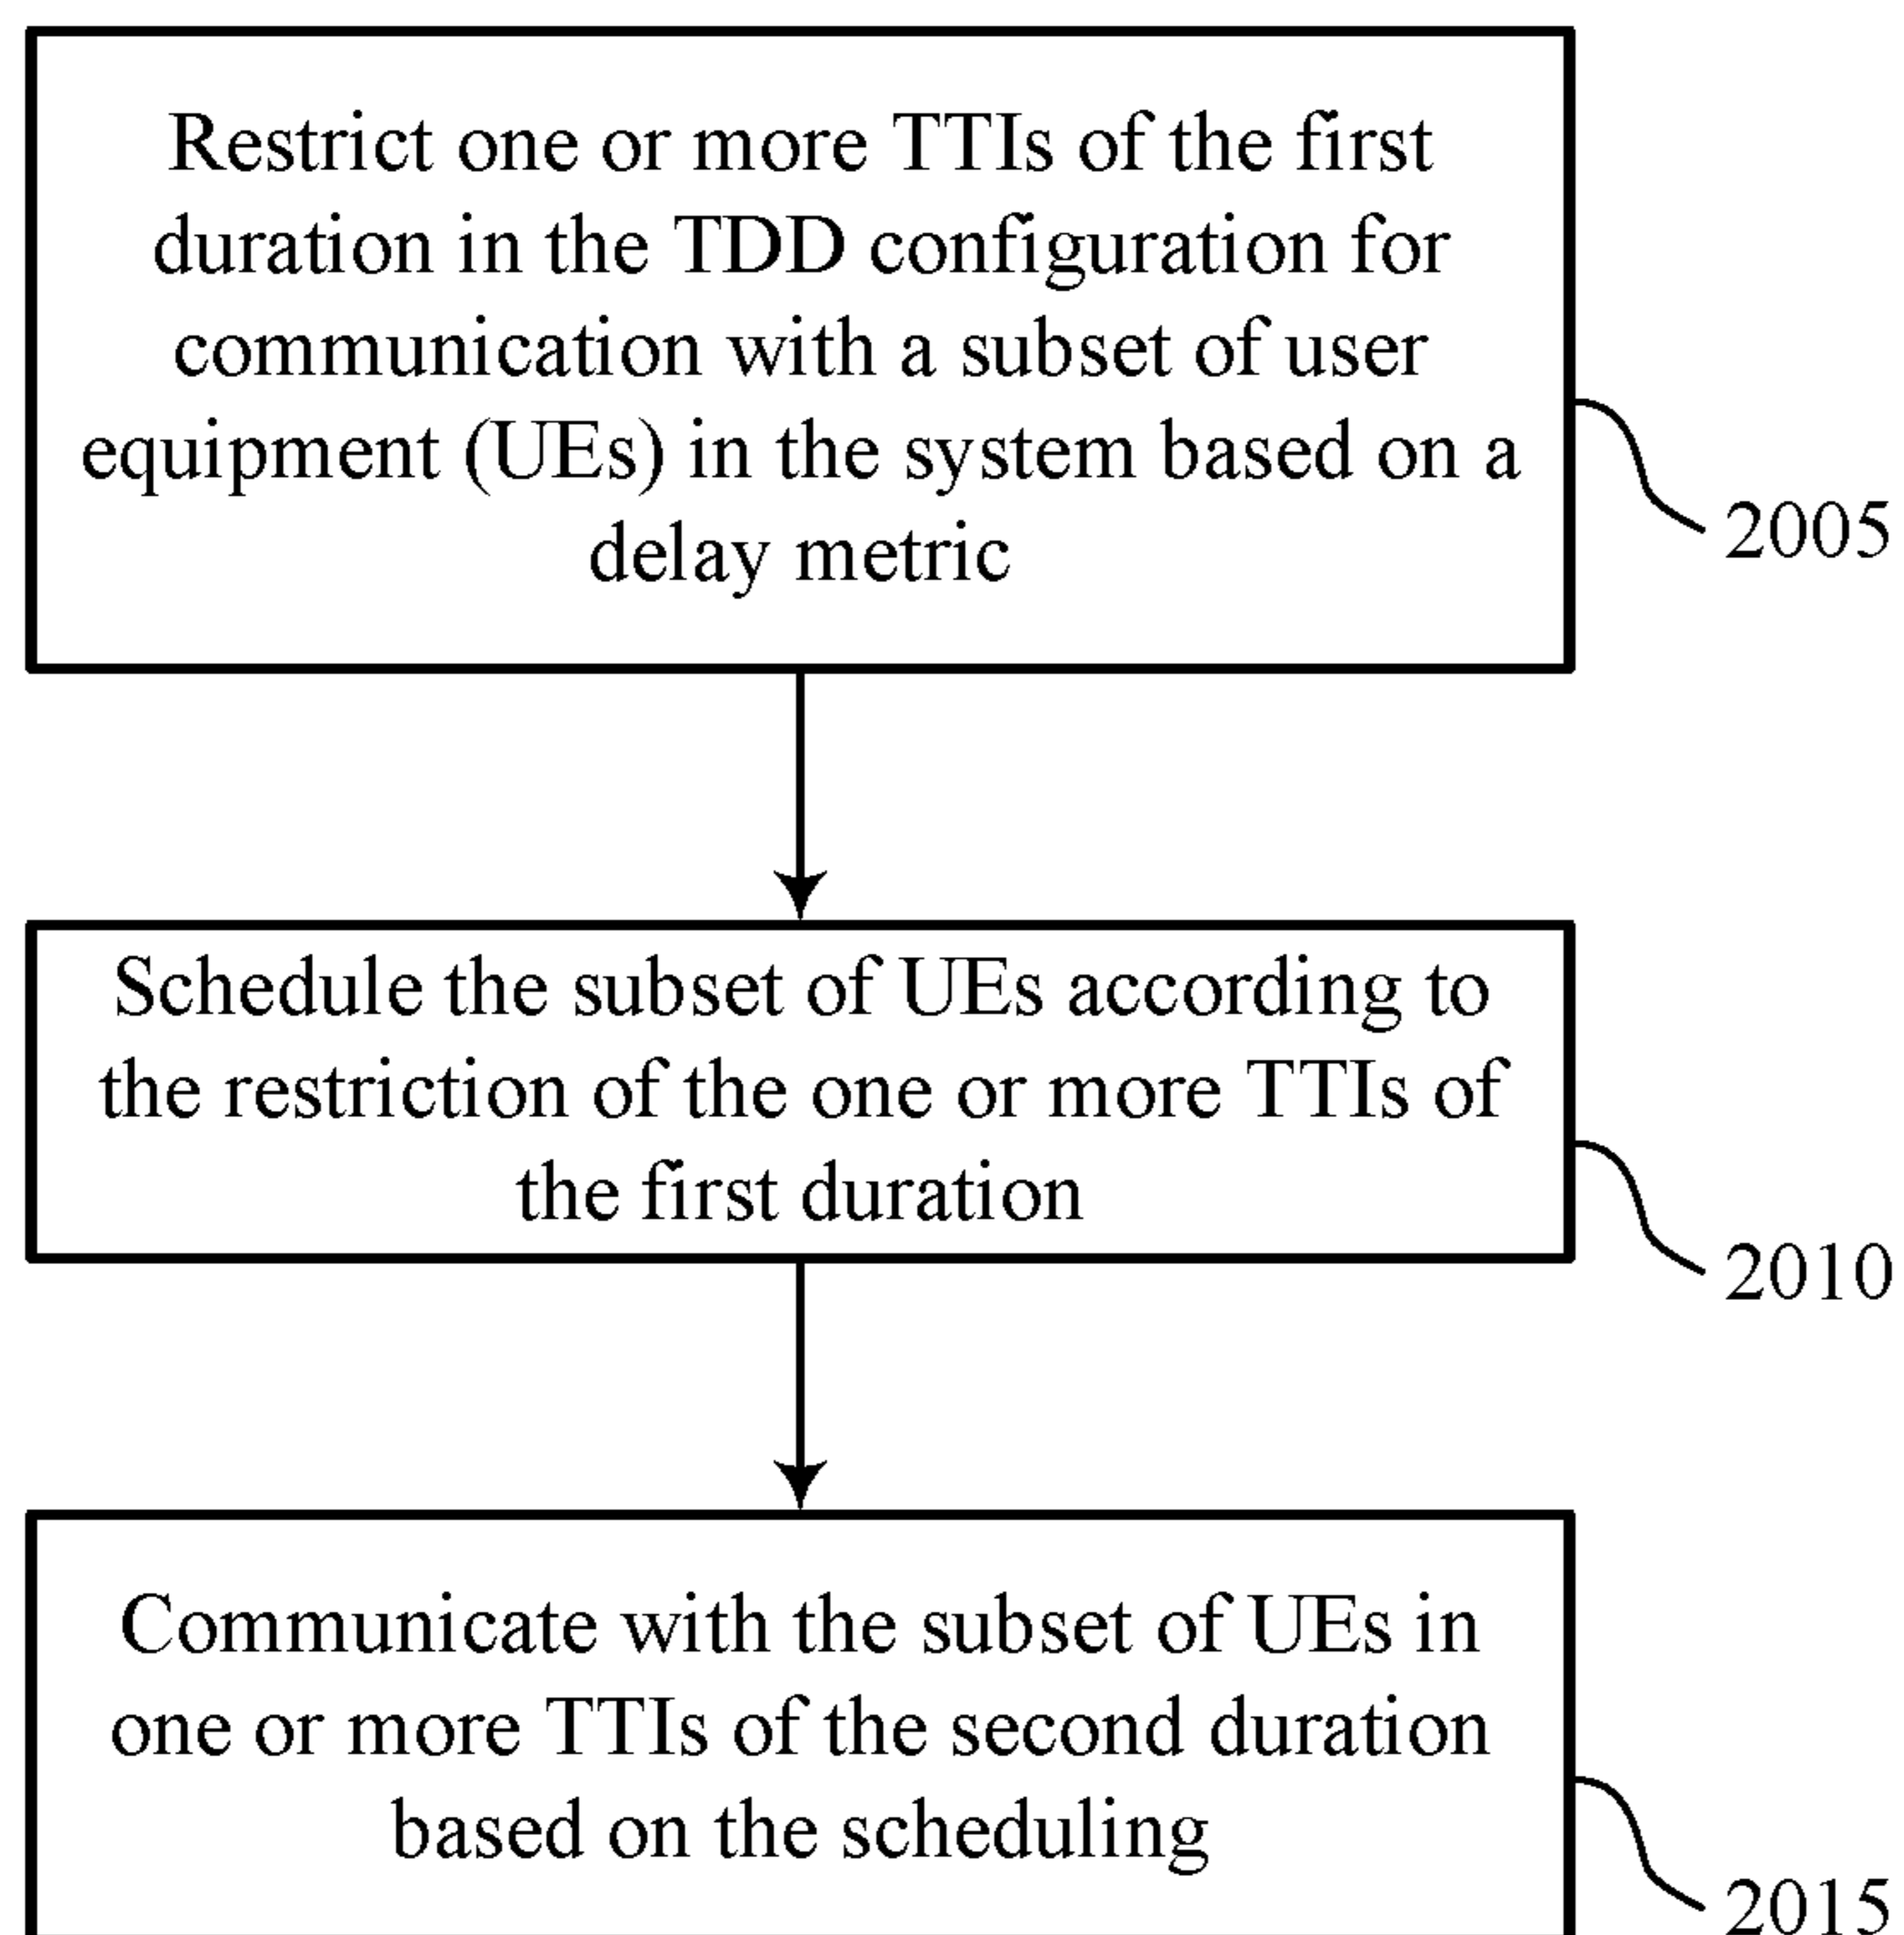 Restrict one or more TTIs of the first
duration in the TDD configuration for
communication with a subset of user
equipment (UEs) in the system based on a
delay metric
2005
Schedule the subset of UEs according to
the restriction of the one or more TTIs of
the first duration
2010
Communicate with the subset of UEs in
one or more TTIs of the second duration
based on the scheduling
2015